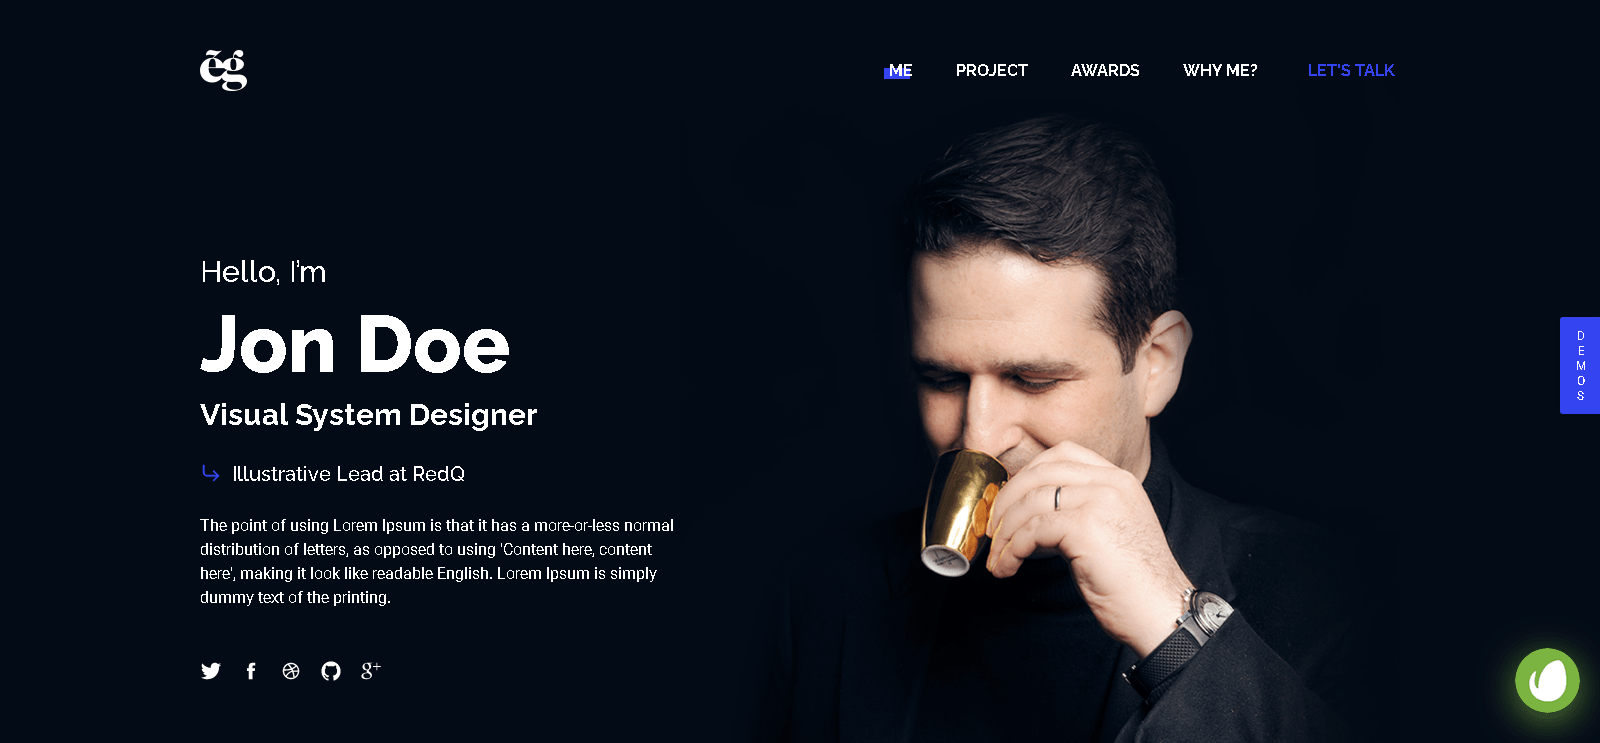 ēg
ME PROJECT AWARDS WHY ME? LET'S TALK
Hello, I'm
Jon Doe
Visual System Designer
Illustrative Lead at RedQ
The point of using Lorem Ipsum is that it has a more-or-less normal
distribution of letters, as opposed to using 'Content here, content
here', making it look like readable English. Lorem Ipsum is simply
dummy text of the printing.
g+
DEMOS